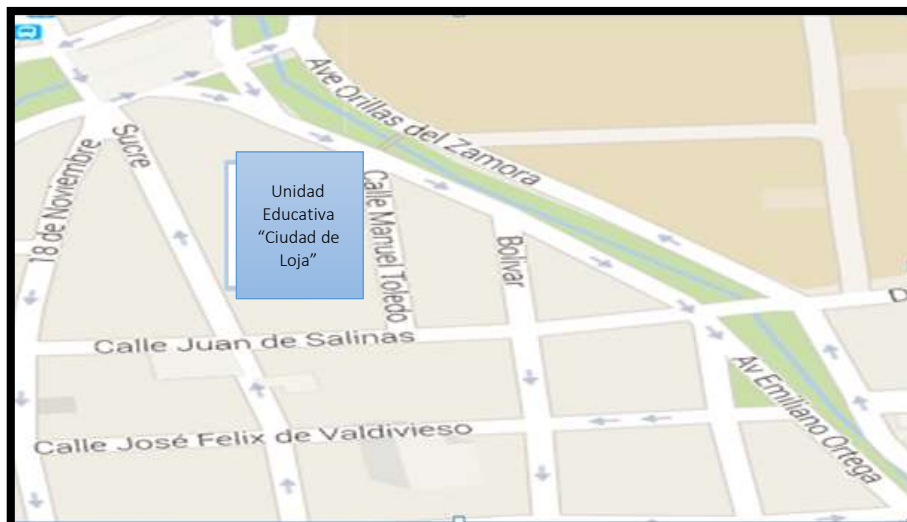 Ave Orillas del Zamora
Sucre
18 de Noviembre
Unidad
Educativa
“Ciudad de
Loja”
Calle Manuel Toledo
Bolivar
D
Calle Juan de Salinas
Av Emiliano Ortega
Calle José Felix de Valdivieso